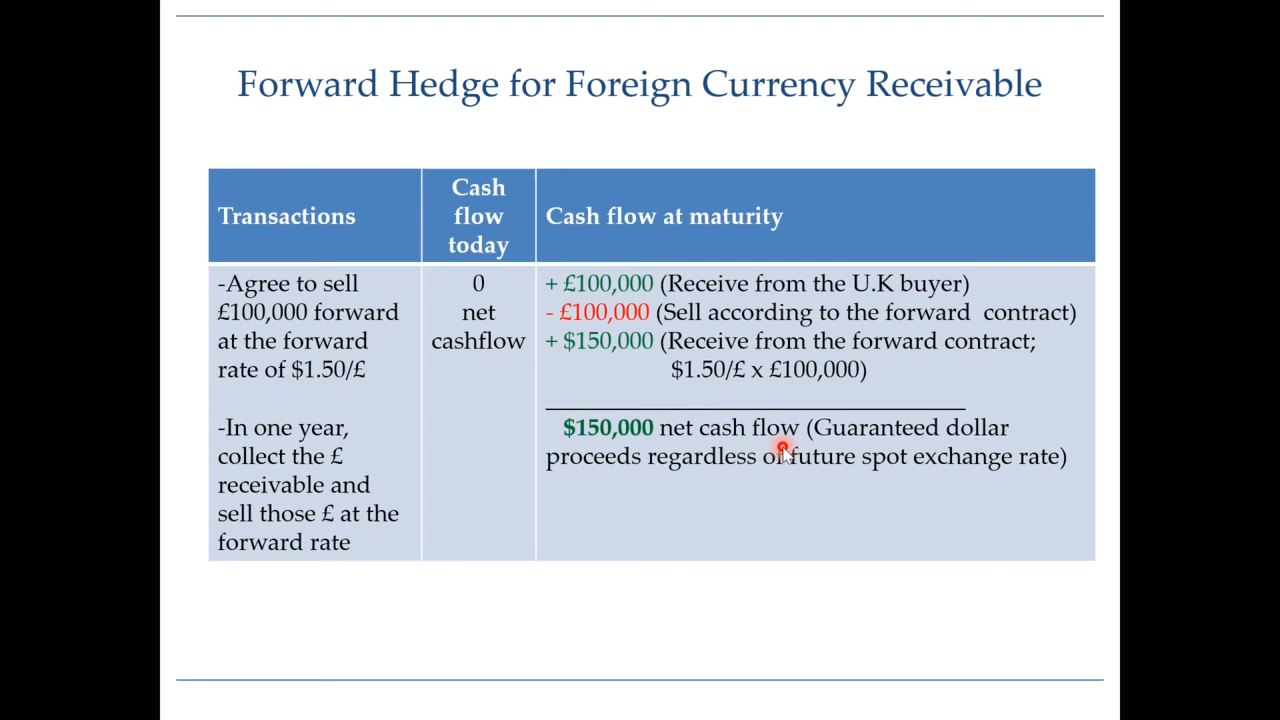 Forward Hedge for Foreign Currency Receivable
Transactions
Cash
flow
today
Cash flow at maturity
-Agree to sell
£100,000 forward
at the forward
rate of $1.50/£
-In one year,
collect the £
receivable and
sell those £ at the
forward rate
0
net
cashflow
+ £100,000 (Receive from the U.K buyer)
- £100,000 (Sell according to the forward contract)
+ $150,000 (Receive from the forward contract;
$1.50/£ x £100,000)
$150,000 net cash flow (Guaranteed dollar
proceeds regardless of future spot exchange rate)